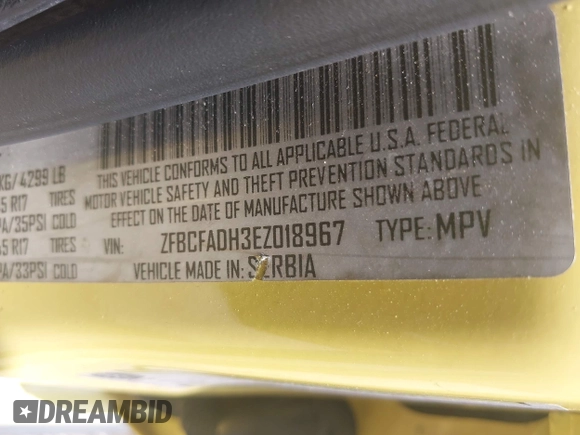 KG/ 4299 LB
5 R17 TIRES
PA/35PSI COLD
5 R17 TIRES
PA/33PSI COLD
THIS VEHICLE CONFORMS TO ALL APPLICABLE U.S.A. FEDERAL
MOTOR VEHICLE SAFETY AND THEFT PREVENTION STANDARDS IN
EFFECT ON THE DATE OF MANUFACTURE SHOWN ABOVE
VIN: ZFBCFADH3EZ018967 TYPE: MPV
VEHICLE MADE IN: SERBIA
DREAMBID